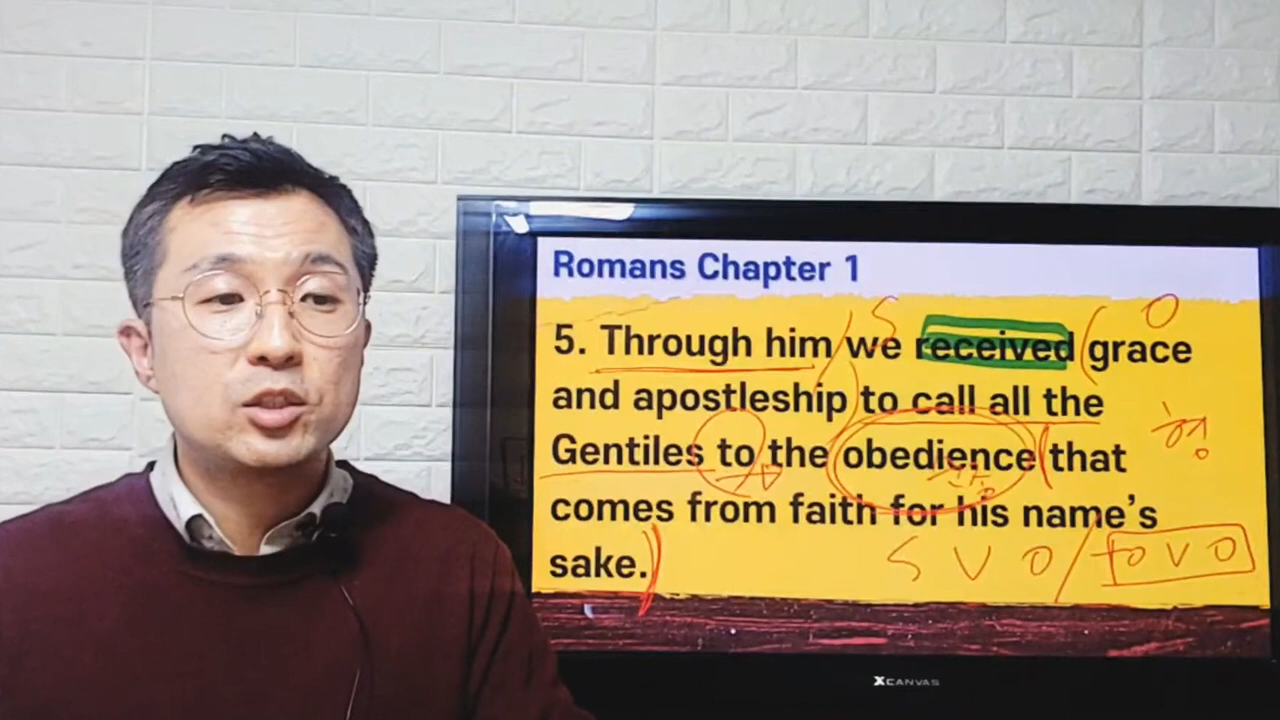 Romans Chapter 1
S
O
5. Through him we received grace
and apostleship to call all the
Gentiles to the obedience that
형
comes from faith for his name's
sake.
S V O / to V O
XCANVAS